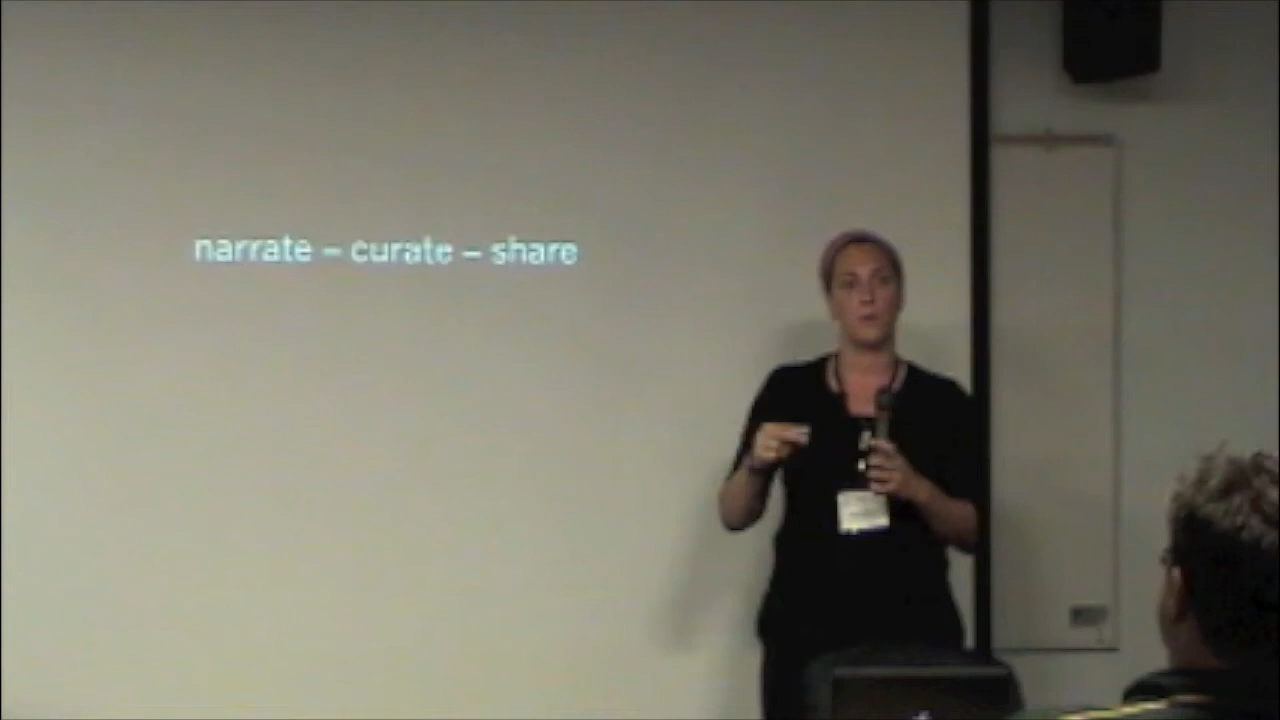 narrate – curate – share